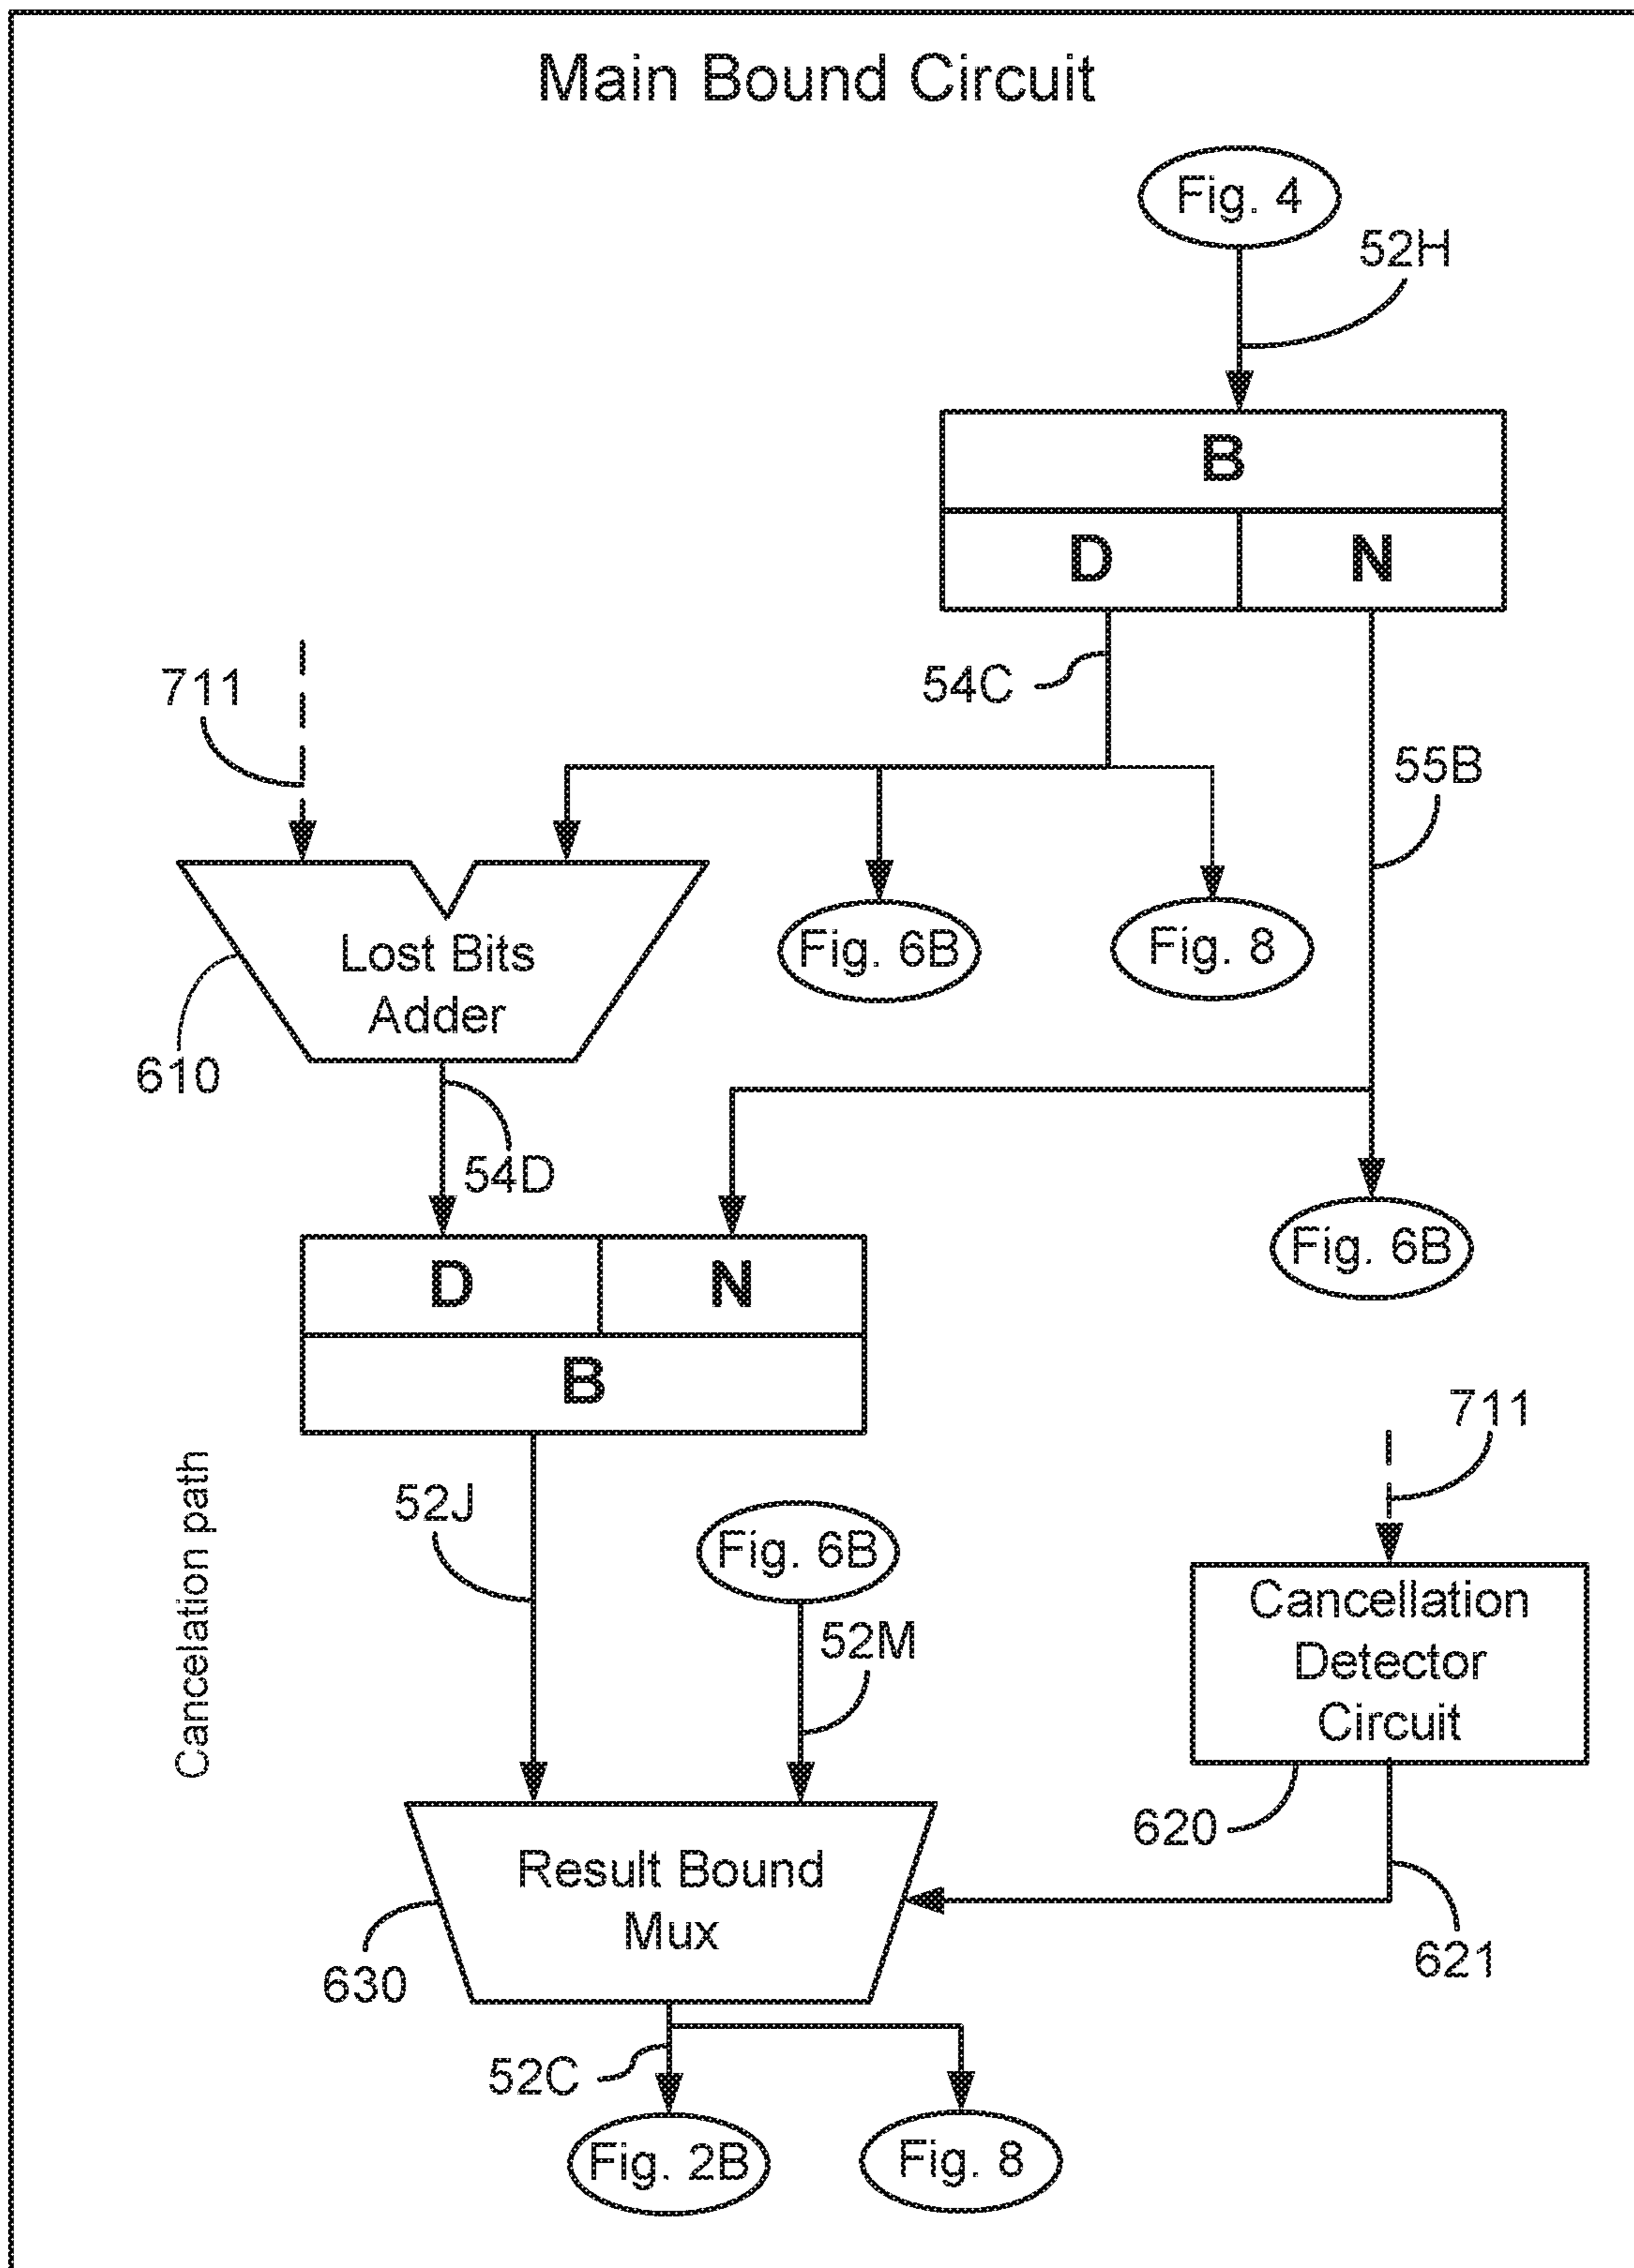 Main Bound Circuit
Fig. 4
52H
B
D N
54C
711
55B
Fig. 6B
Fig. 8
Lost Bits
Adder
610
54D
Fig. 6B
D N
B
711
Cancelation path
52J
Fig. 6B
52M
Cancellation
Detector
Circuit
620
Result Bound
Mux
630
621
52C
Fig. 2B
Fig. 8